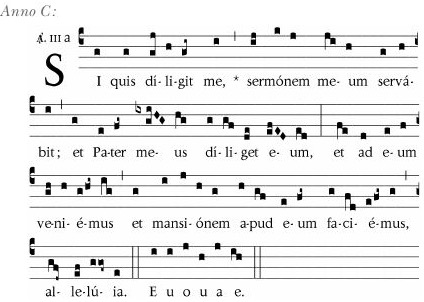 Anno C:
A. III a
SI quis dí-li-git me, * sermónem me-um servá-
bit; et Pa-ter me-us dí-li-get e-um, et ad e-um
ve-ni-é-mus et mansi-ónem a-pud e-um fa-ci-é-mus,
al-le-lú-ia. E u o u a e.